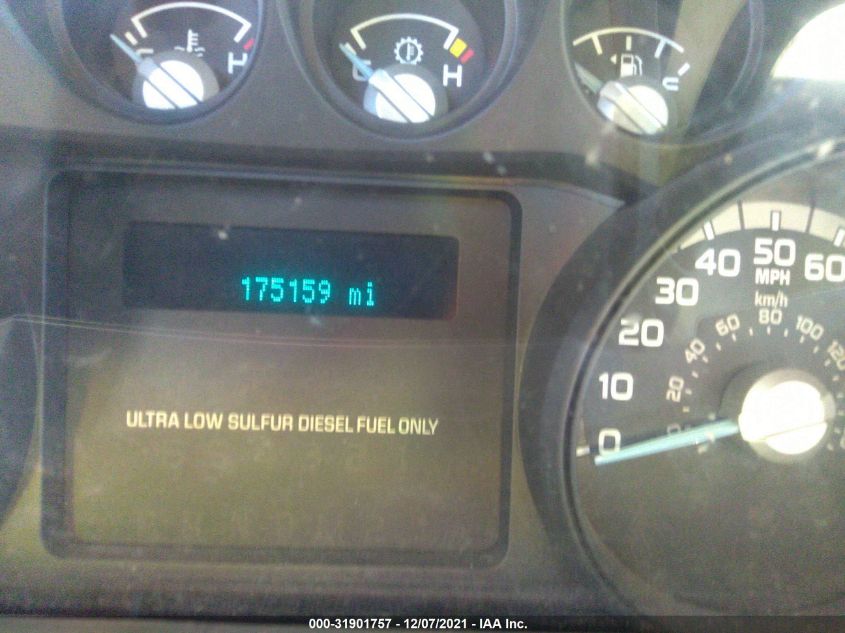 H
C H
175159 mi
ULTRA LOW SULFUR DIESEL FUEL ONLY
0 10 20 30 40 50 60
MPH
km/h
20 40 60 80 100 120
000-31901757 - 12/07/2021 - IAA Inc.